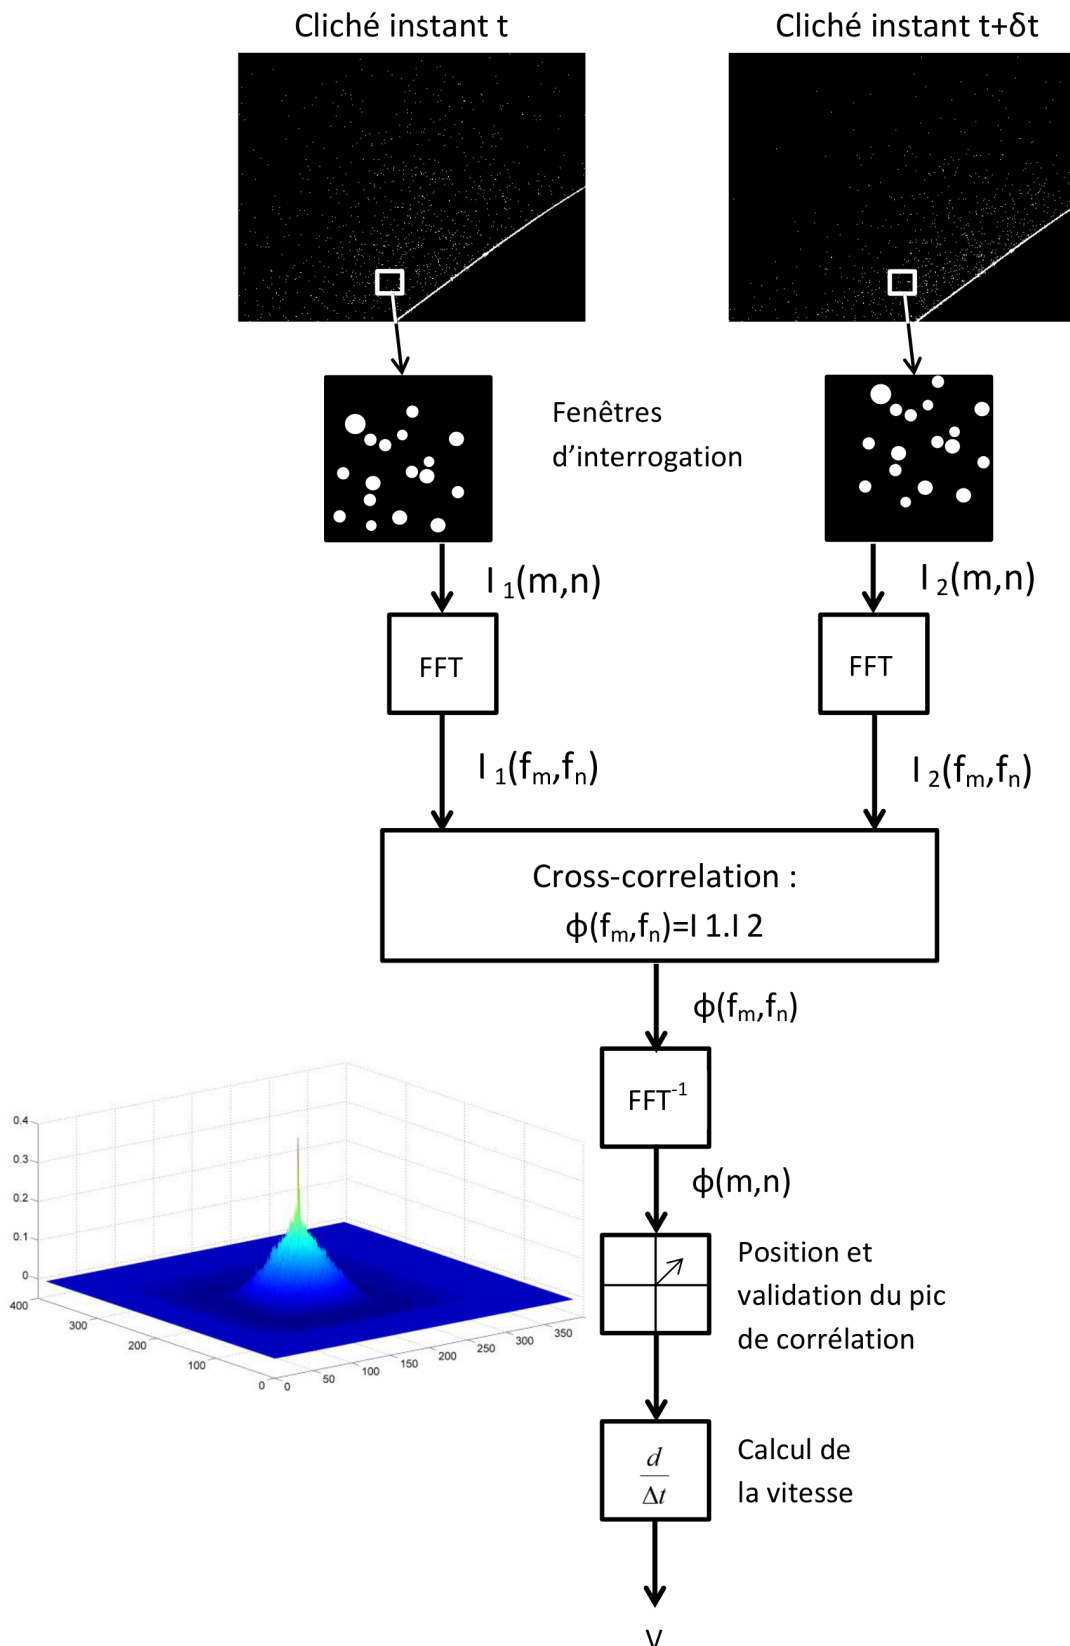 Cliché instant t
Cliché instant t+δt
Fenêtres
d'interrogation
I 1(m,n)
I 2(m,n)
FFT
FFT
I 1(fm,fn)
I 2(fm,fn)
Cross-correlation :
ϕ(fm,fn)=I 1.I 2
ϕ(fm,fn)
FFT-1
ϕ(m,n)
0.4
0.3
0.2
0.1
0
400
300
200
100
0
0
50
100
150
200
250
300
350
Position et
validation du pic
de corrélation
d
Δt
Calcul de
la vitesse
V